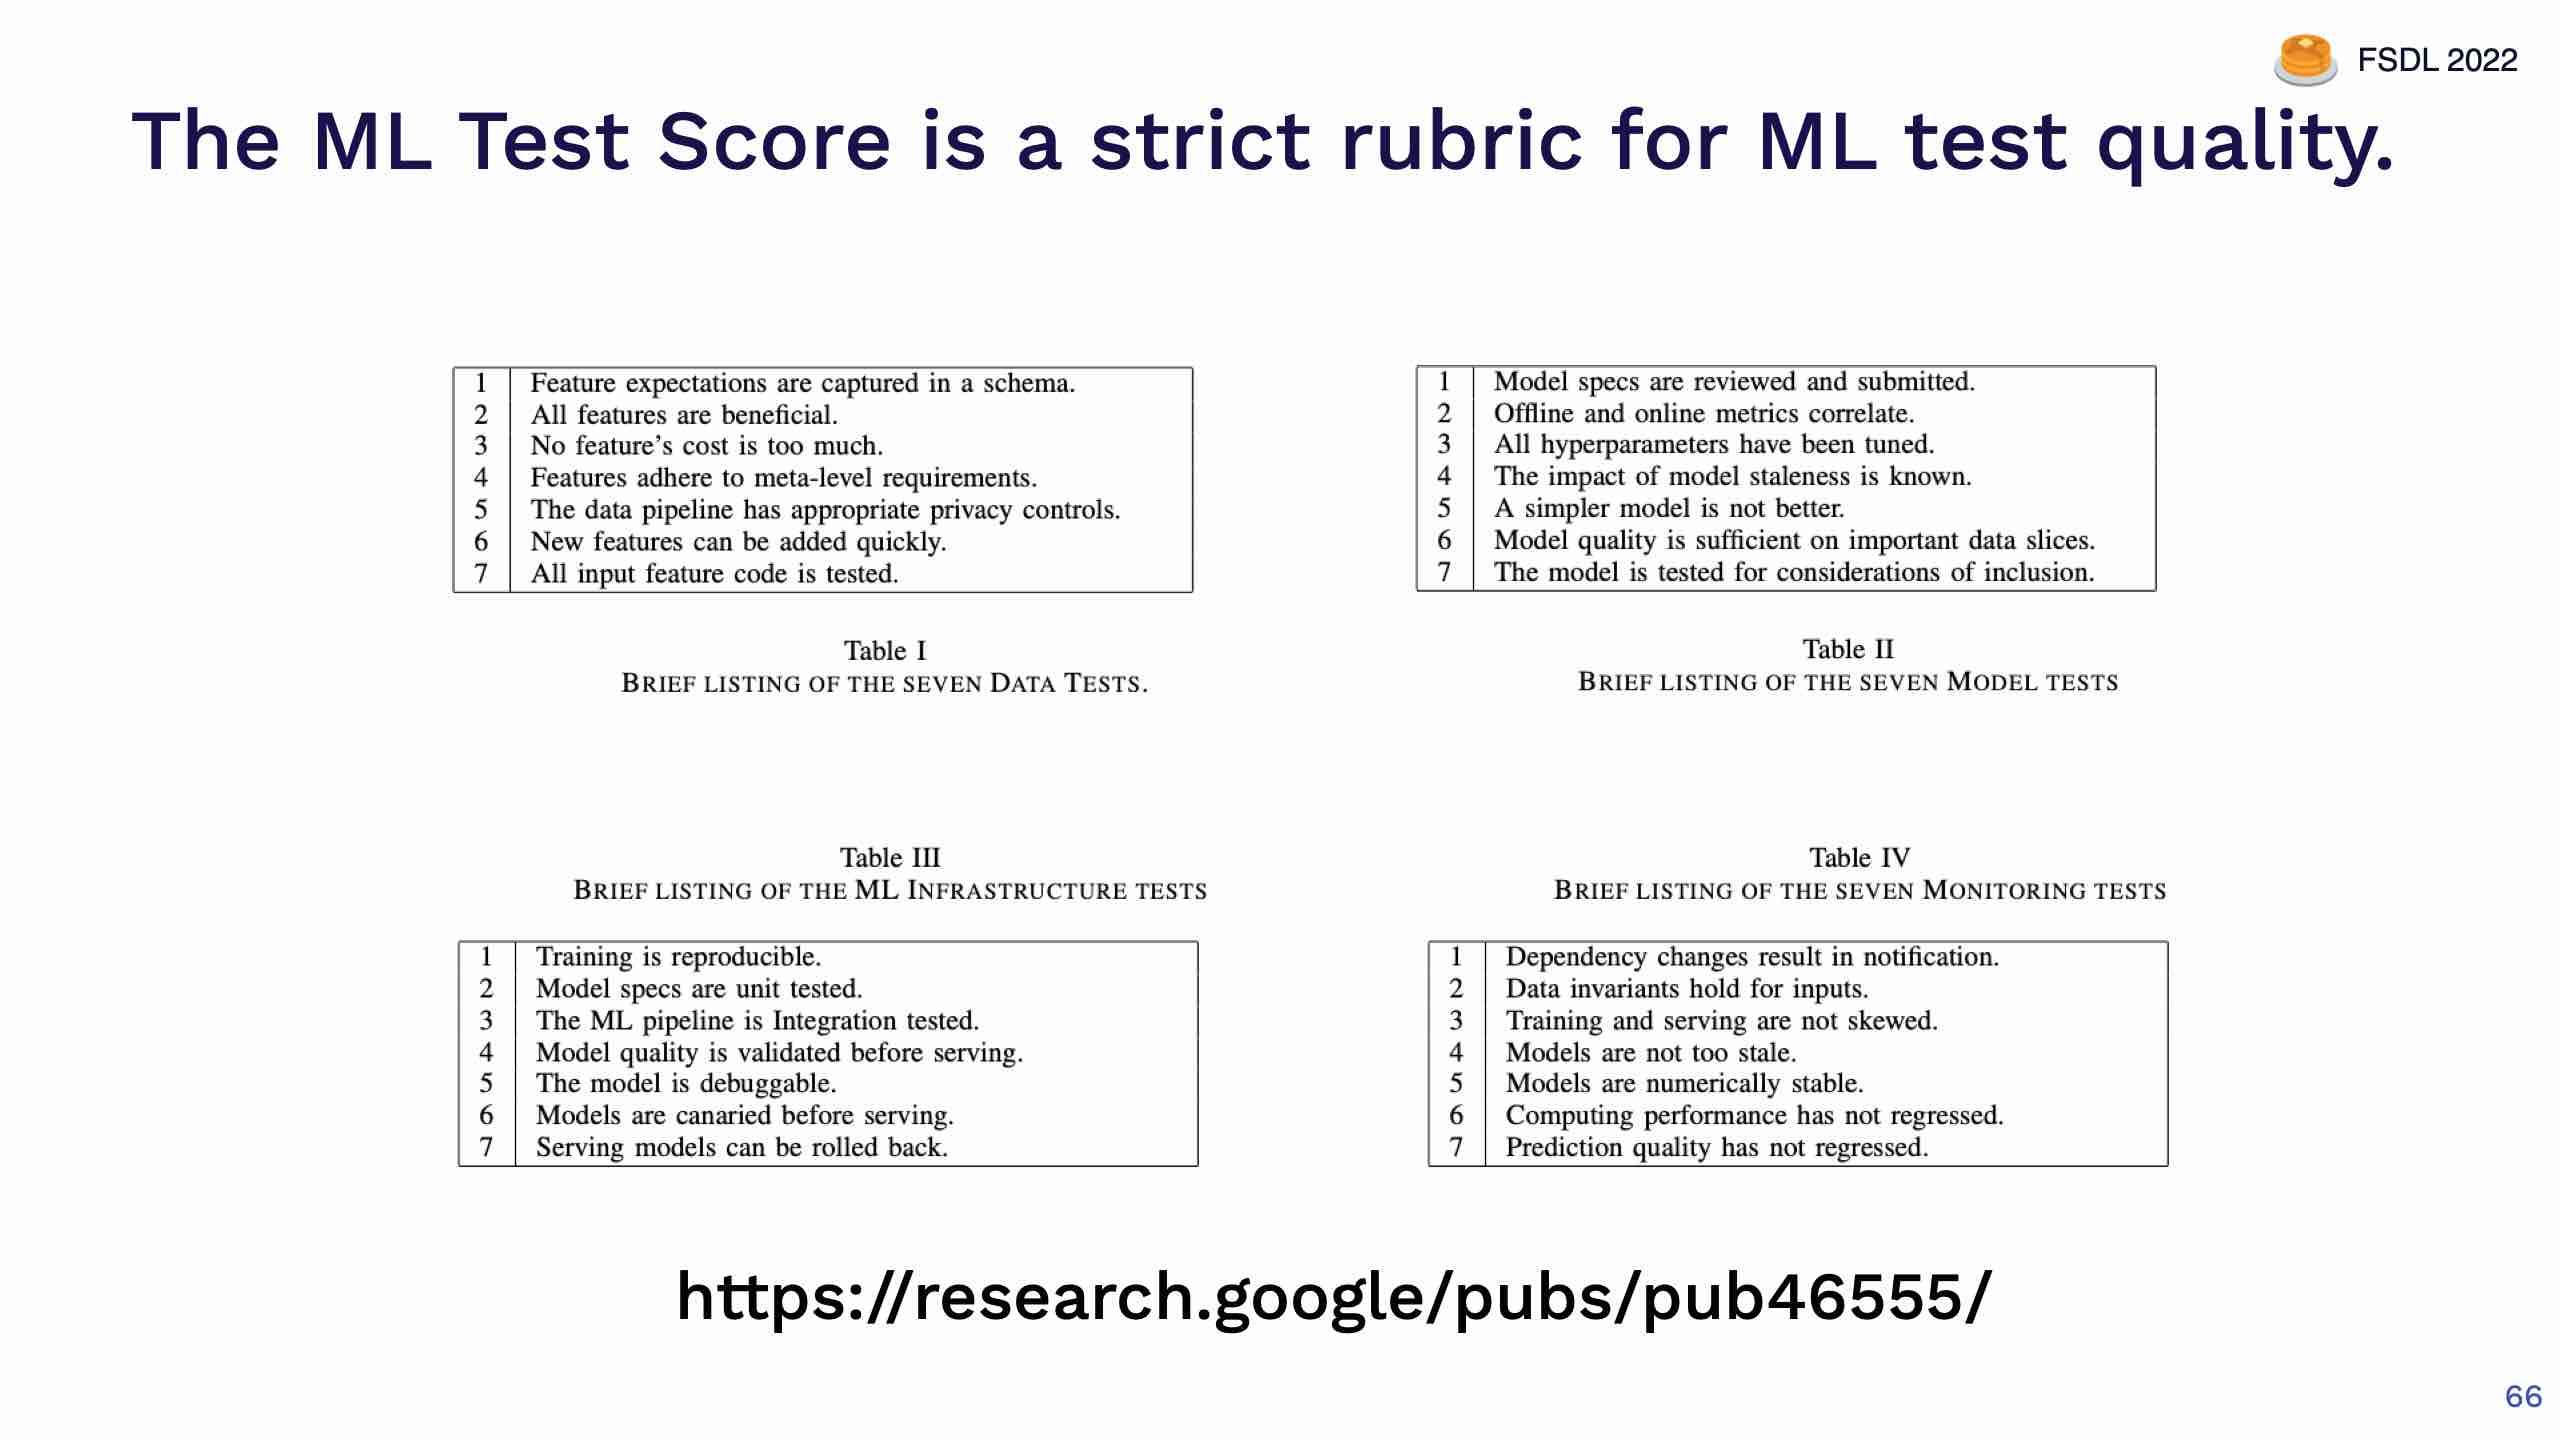 FSDL 2022
The ML Test Score is a strict rubric for ML test quality.
1 Feature expectations are captured in a schema.
2 All features are beneficial.
3 No feature's cost is too much.
4 Features adhere to meta-level requirements.
5 The data pipeline has appropriate privacy controls.
6 New features can be added quickly.
7 All input feature code is tested.
Table I
BRIEF LISTING OF THE SEVEN DATA TESTS.
1 Model specs are reviewed and submitted.
2 Offline and online metrics correlate.
3 All hyperparameters have been tuned.
4 The impact of model staleness is known.
5 A simpler model is not better.
6 Model quality is sufficient on important data slices.
7 The model is tested for considerations of inclusion.
Table II
BRIEF LISTING OF THE SEVEN MODEL TESTS
Table III
BRIEF LISTING OF THE ML INFRASTRUCTURE TESTS
1 Training is reproducible.
2 Model specs are unit tested.
3 The ML pipeline is Integration tested.
4 Model quality is validated before serving.
5 The model is debuggable.
6 Models are canaried before serving.
7 Serving models can be rolled back.
Table IV
BRIEF LISTING OF THE SEVEN MONITORING TESTS
1 Dependency changes result in notification.
2 Data invariants hold for inputs.
3 Training and serving are not skewed.
4 Models are not too stale.
5 Models are numerically stable.
6 Computing performance has not regressed.
7 Prediction quality has not regressed.
https://research.google/pubs/pub46555/
66